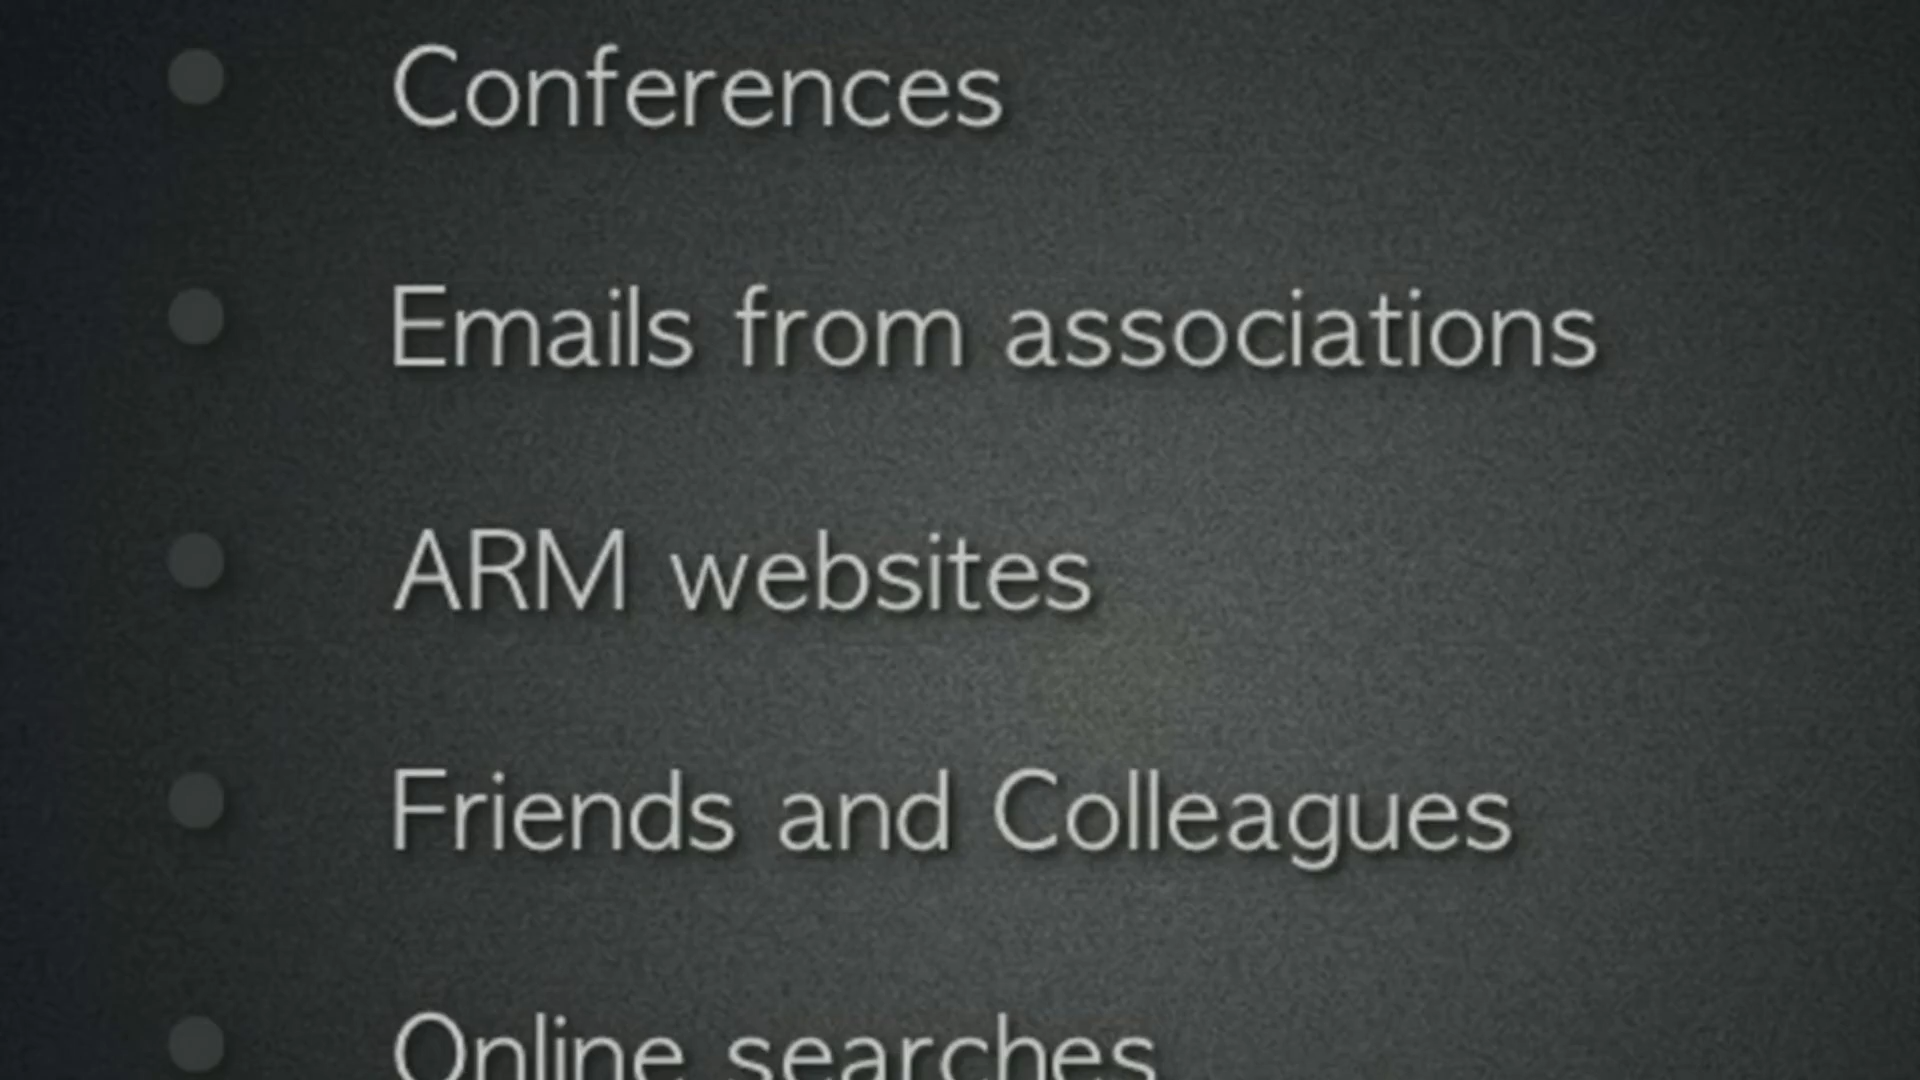 Conferences
Emails from associations
ARM websites
Friends and Colleagues
Online searches